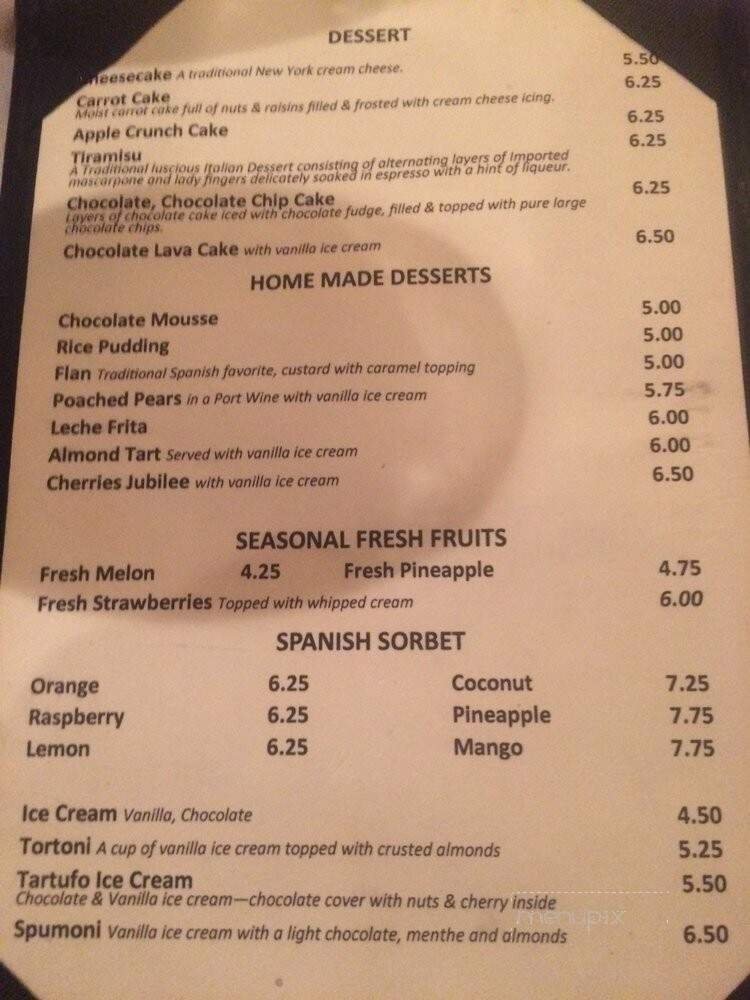 DESSERT
heesecake A traditional New York cream cheese. 5.50
Carrot Cake 6.25
Moist carrot cake full of nuts & raisins filled & frosted with cream cheese icing.
Apple Crunch Cake 6.25
Tiramisu 6.25
A Traditional luscious Italian Dessert consisting of alternating layers of Imported
mascarpone and lady fingers delicately soaked in espresso with a hint of liqueur.
Chocolate, Chocolate Chip Cake 6.25
Layers of chocolate cake iced with chocolate fudge, filled & topped with pure large
chocolate chips.
Chocolate Lava Cake with vanilla ice cream 6.50
HOME MADE DESSERTS
Chocolate Mousse 5.00
Rice Pudding 5.00
Flan Traditional Spanish favorite, custard with caramel topping 5.00
Poached Pears in a Port Wine with vanilla ice cream 5.75
Leche Frita 6.00
Almond Tart Served with vanilla ice cream 6.00
Cherries Jubilee with vanilla ice cream 6.50
SEASONAL FRESH FRUITS
Fresh Melon 4.25 Fresh Pineapple 4.75
Fresh Strawberries Topped with whipped cream 6.00
SPANISH SORBET
Orange 6.25 Coconut 7.25
Raspberry 6.25 Pineapple 7.75
Lemon 6.25 Mango 7.75
Ice Cream Vanilla, Chocolate 4.50
Tortoni A cup of vanilla ice cream topped with crusted almonds 5.25
Tartufo Ice Cream 5.50
Chocolate & Vanilla ice cream—chocolate cover with nuts & cherry inside
menupix
Spumoni Vanilla ice cream with a light chocolate, menthe and almonds 6.50